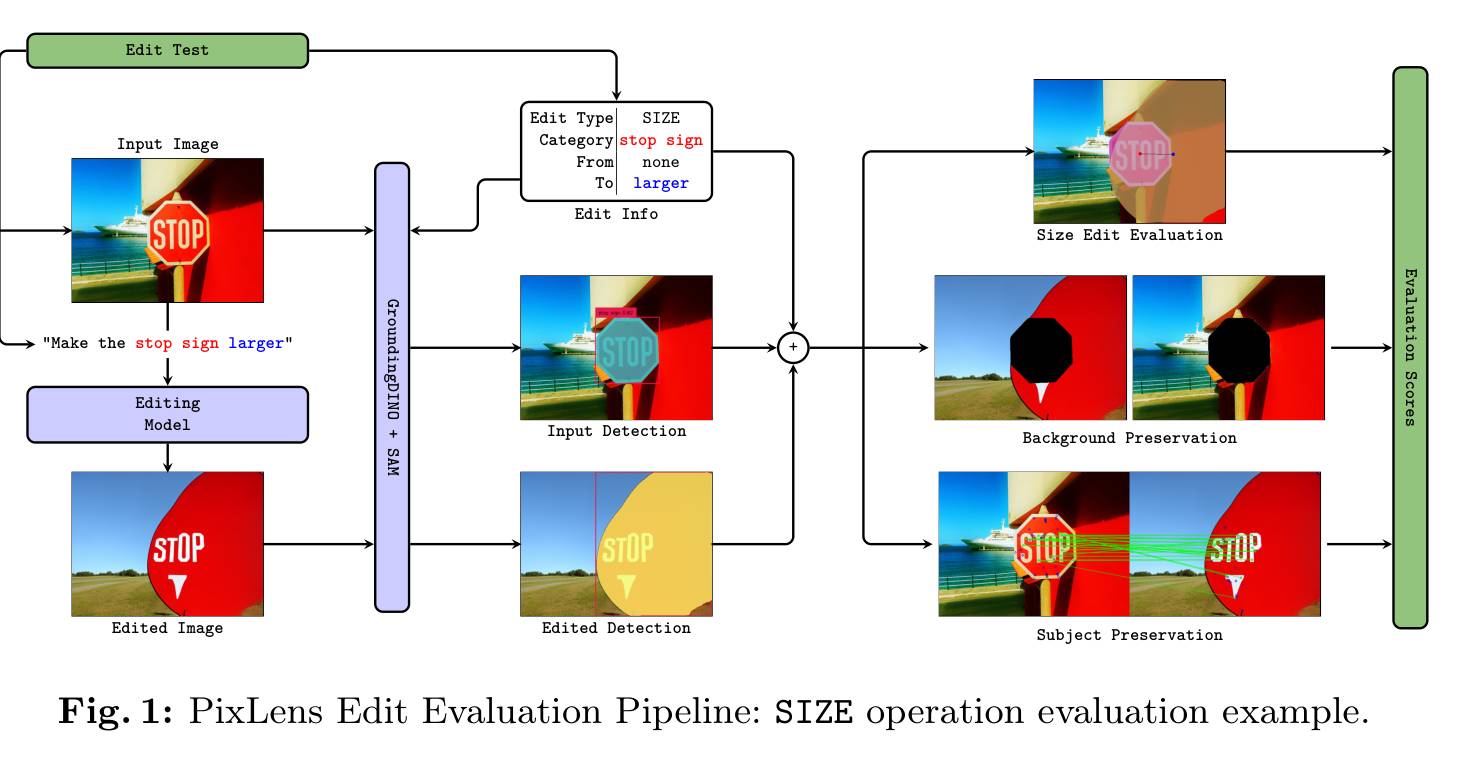 Edit Test
Input Image
STOP
"Make the stop sign larger"
Editing
Model
STOP
Edited Image
GroundingDINO + SAM
Edit Type SIZE
Category stop sign
From none
To larger
Edit Info
STOP
Input Detection
STOP
Edited Detection
+
STOP
Size Edit Evaluation
Background Preservation
STOP
STOP
Subject Preservation
Evaluation Scores
Fig. 1: PixLens Edit Evaluation Pipeline: SIZE operation evaluation example.